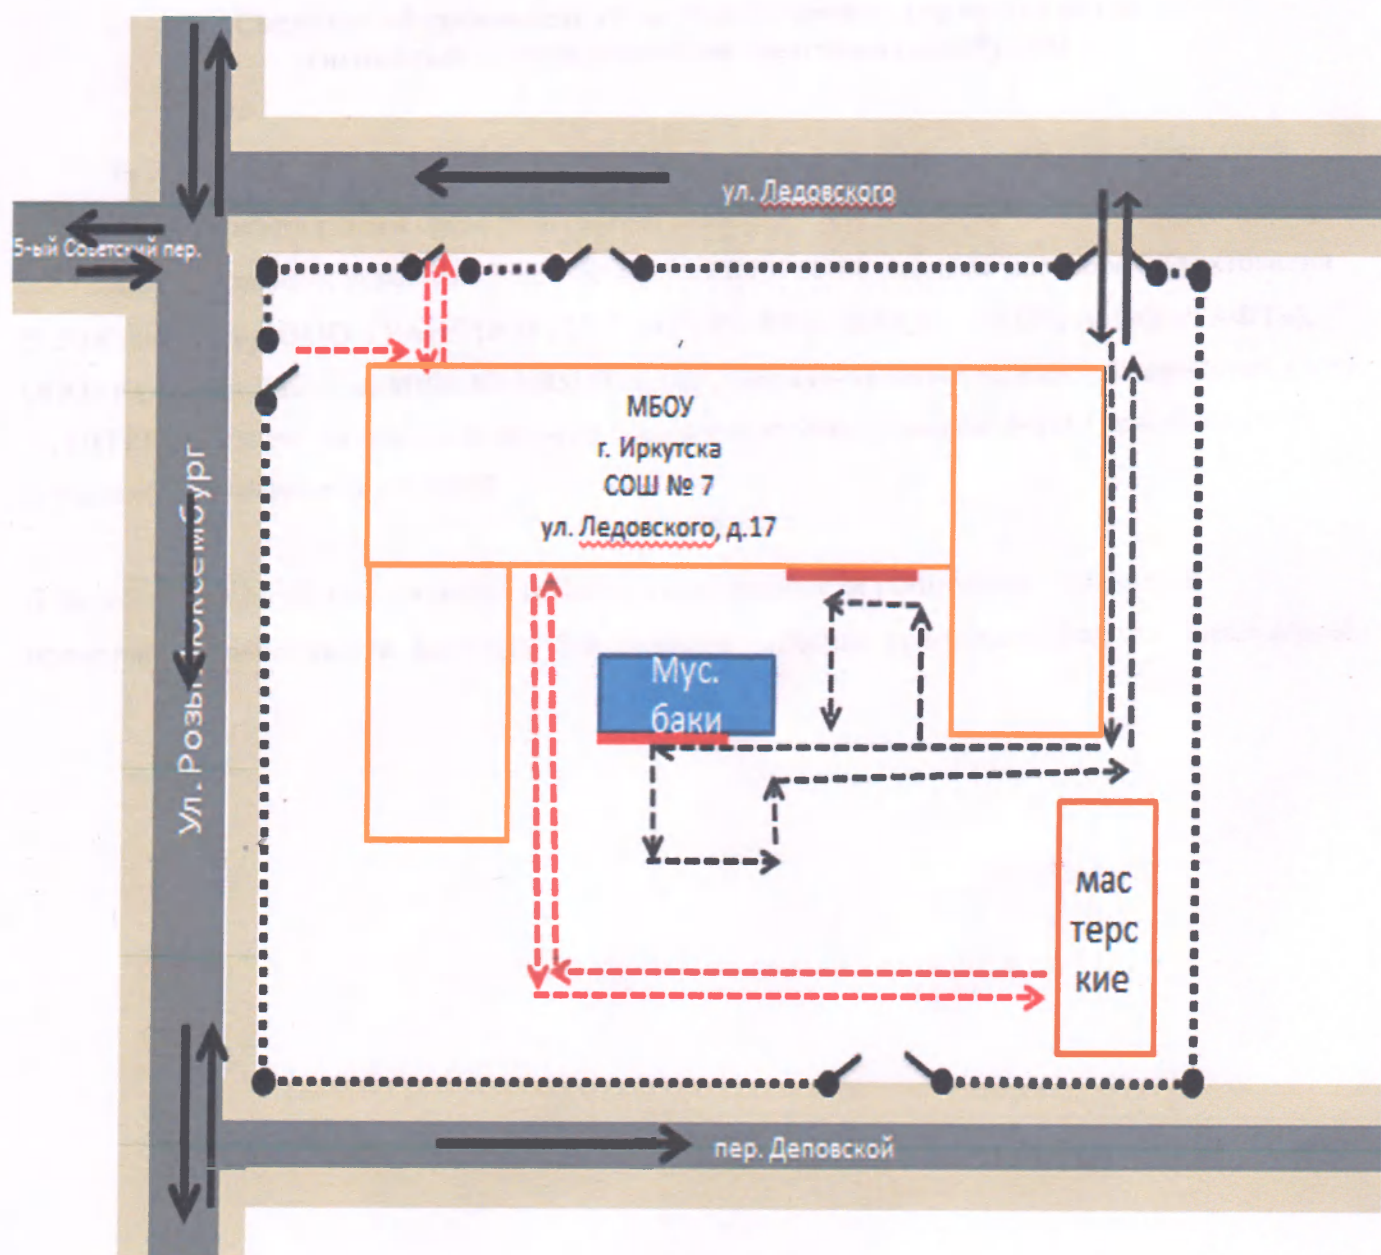 ул. Ледовского
5-ый Советский пер.
МБОУ
г. Иркутска
СОШ № 7
ул. Ледовского, д.17
Ул. Розы Люксембург
Мус.
баки
мас
терс
кие
пер. Деповской